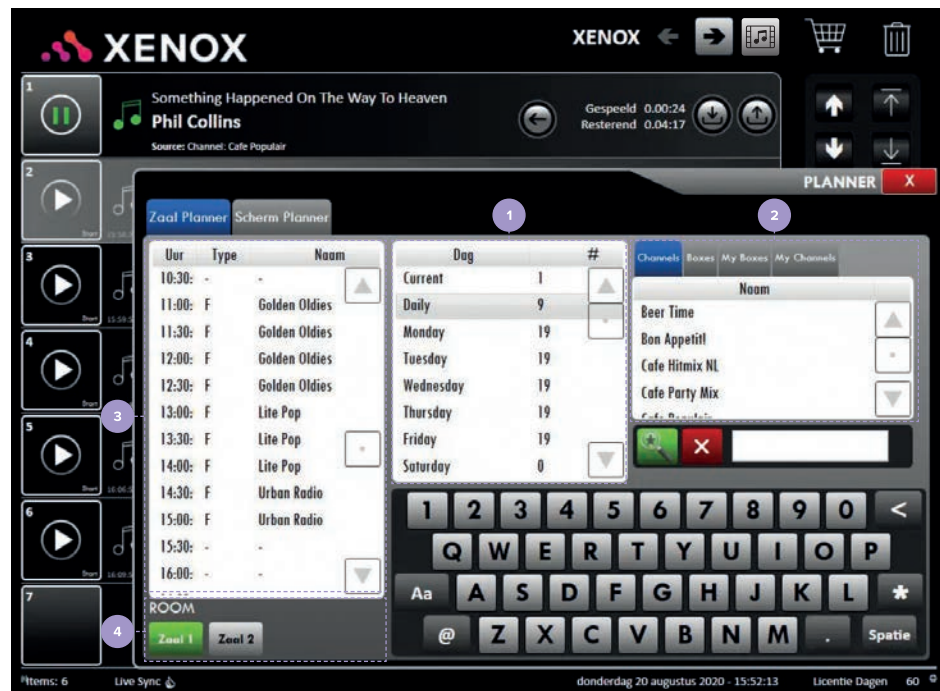 XENOX
XENOX
1
Something Happened On The Way To Heaven
Phil Collins
Source: Channel: Cafe Populair
Gespeeld 0.00:24
Resterend 0.04:17
2
PLANNER X
Zaal Planner Scherm Planner
1
2
Uur Type Naam
10:30: - -
11:00: F Golden Oldies
11:30: F Golden Oldies
12:00: F Golden Oldies
12:30: F Golden Oldies
13:00: F Lite Pop
13:30: F Lite Pop
14:00: F Lite Pop
14:30: F Urban Radio
15:00: F Urban Radio
15:30: - -
16:00: - -
Dag #
Current 1
Daily 9
Monday 19
Tuesday 19
Wednesday 19
Thursday 19
Friday 19
Saturday 0
Channels Boxes My Boxes My Channels
Naam
Beer Time
Bon Appetit!
Cafe Hitmix NL
Cafe Party Mix
Cafe Populair
3
4
5
6
7
3
4
ROOM
Zaal 1 Zaal 2
1 2 3 4 5 6 7 8 9 0 <
Q W E R T Y U I O P
Aa A S D F G H J K L *
@ Z X C V B N M . Spatie
Items: 6 Live Sync donderdag 20 augustus 2020 - 15:52:13 Licentie Dagen 60